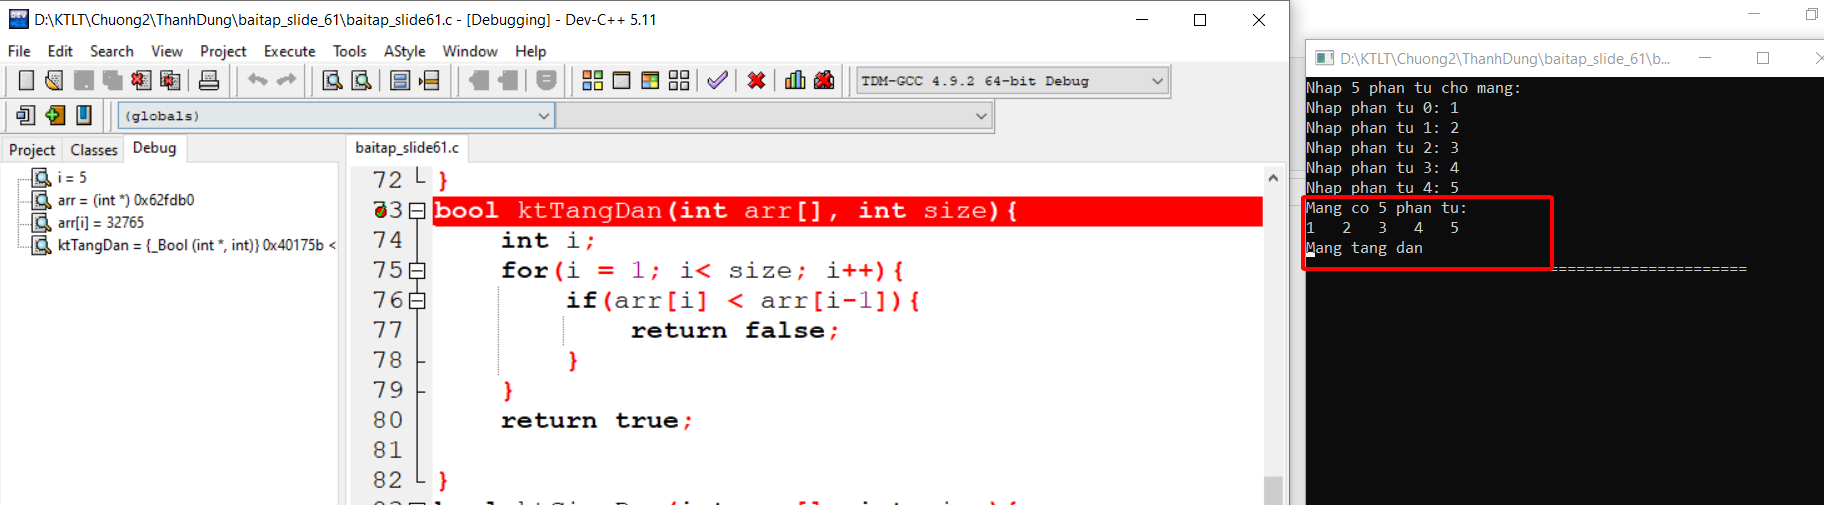 D:\KTLT\Chuong2\ThanhDung\baitap_slide_61\baitap_slide61.c - [Debugging] - Dev-C++ 5.11
File Edit Search View Project Execute Tools AStyle Window Help
TDM-GCC 4.9.2 64-bit Debug
(globals)
Project Classes Debug
i = 5
arr = (int *) 0x62fdb0
arr[i] = 32765
ktTangDan = {_Bool (int *, int)} 0x40175b <
baitap_slide61.c
72 }
73 bool ktTangDan(int arr[], int size){
74 int i;
75 for(i = 1; i< size; i++){
76 if(arr[i] < arr[i-1]){
77 return false;
78 }
79 }
80 return true;
81
82 }
D:\KTLT\Chuong2\ThanhDung\baitap_slide_61\b...
Nhap 5 phan tu cho mang:
Nhap phan tu 0: 1
Nhap phan tu 1: 2
Nhap phan tu 2: 3
Nhap phan tu 3: 4
Nhap phan tu 4: 5
Mang co 5 phan tu:
1 2 3 4 5
Mang tang dan
======================